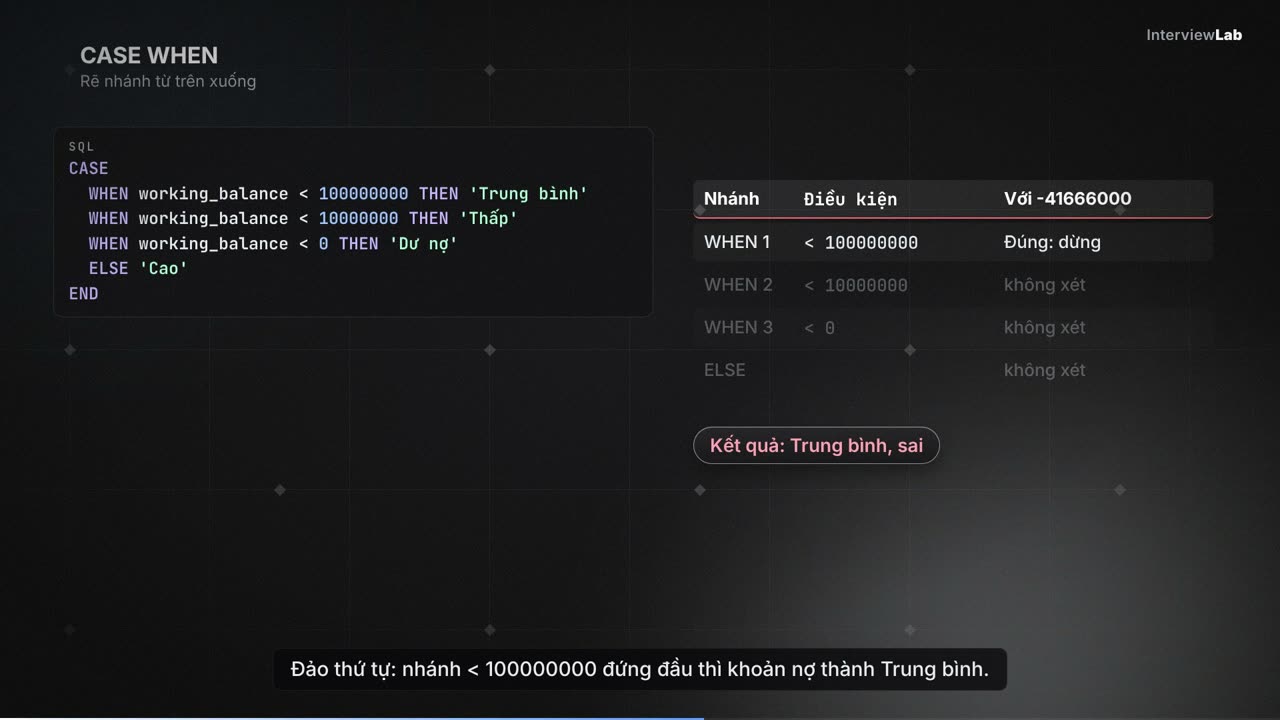 InterviewLab
CASE WHEN
Rẽ nhánh từ trên xuống
SQL
CASE
WHEN working_balance < 100000000 THEN 'Trung bình'
WHEN working_balance < 10000000 THEN 'Thấp'
WHEN working_balance < 0 THEN 'Dư nợ'
ELSE 'Cao'
END
Nhánh Điều kiện Với -41666000
WHEN 1 < 100000000 Đúng: dừng
WHEN 2 < 10000000 không xét
WHEN 3 < 0 không xét
ELSE không xét
Kết quả: Trung bình, sai
Đảo thứ tự: nhánh < 100000000 đứng đầu thì khoản nợ thành Trung bình.